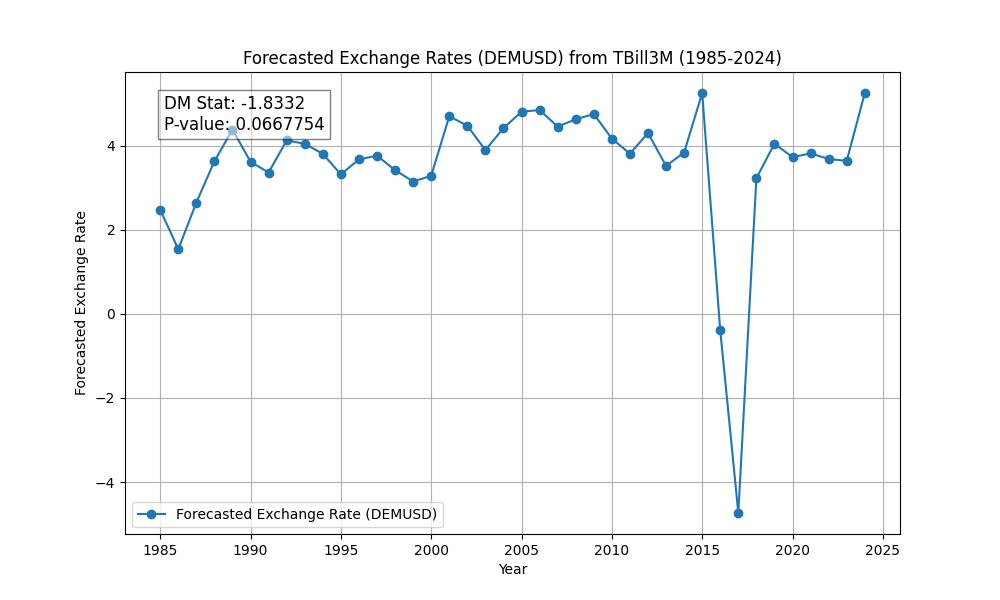 Forecasted Exchange Rates (DEMUSD) from TBill3M (1985-2024)
DM Stat: -1.8332
P-value: 0.0667754
Forecasted Exchange Rate
4
2
0
−2
−4
Forecasted Exchange Rate (DEMUSD)
1985 1990 1995 2000 2005 2010 2015 2020 2025
Year